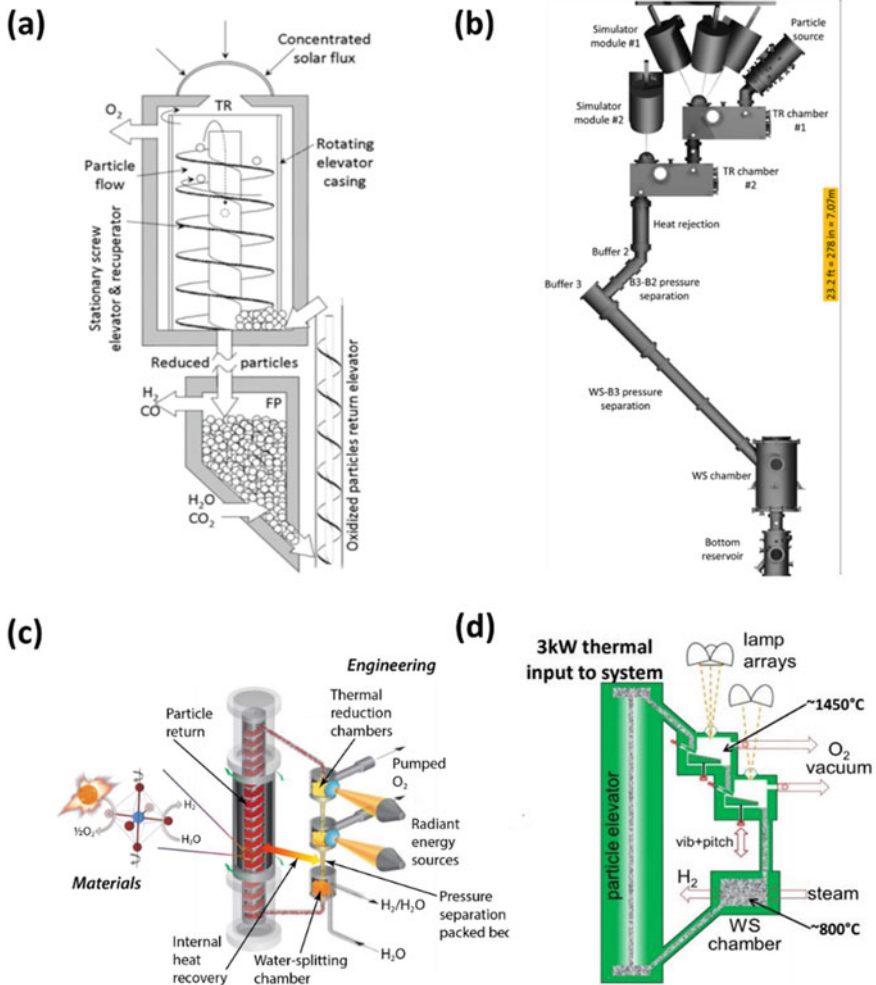 (a)
Concentrated
solar flux
TR
O2
Rotating
elevator
casing
Particle
flow
Stationary screw
elevator & recuperator
Reduced particles
H2
CO
FP
H2O
CO2
Oxidized particles return elevator
(b)
Simulator
module #1
Particle
source
Simulator
module #2
TR chamber
#1
TR chamber
#2
Heat rejection
Buffer 2
Buffer 3
B3-B2 pressure
separation
23.2 ft = 278 in = 7.07m
WS-B3 pressure
separation
WS chamber
Bottom
reservoir
(c)
Engineering
Particle
return
Thermal
reduction
chambers
Pumped
O2
H2
½O2
H2O
Materials
Radiant
energy
sources
H2/H2O
H2O
Pressure
separation
packed bed
Internal
heat
recovery
Water-splitting
chamber
(d)
3kW thermal
input to system
lamp
arrays
~1450°C
O2
vacuum
particle elevator
vib+pitch
H2
steam
WS
chamber
~800°C